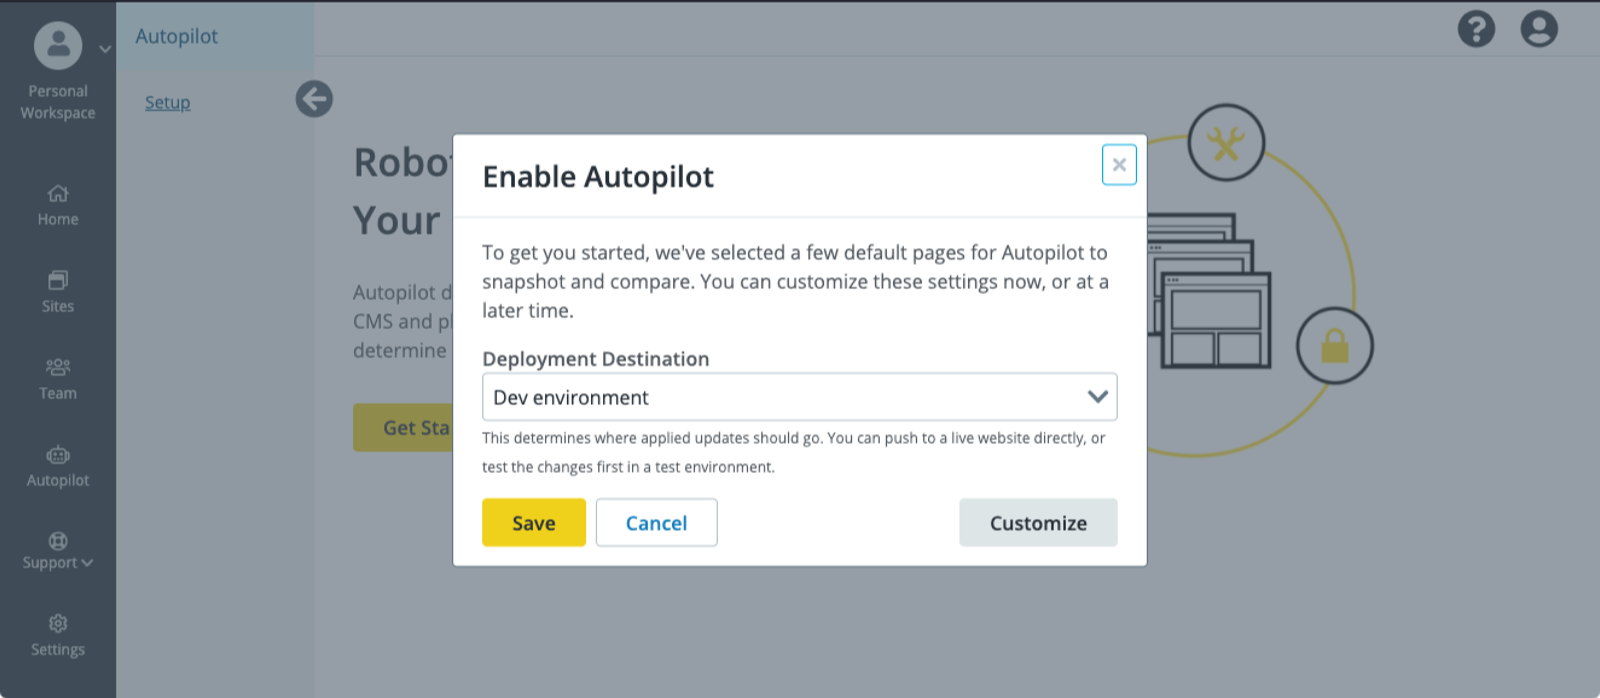 Personal
Workspace
Home
Sites
Team
Autopilot
Support
Settings
Autopilot
Setup
Robo
Your
Autopilot d
CMS and pl
determine
Get Sta
Enable Autopilot
To get you started, we've selected a few default pages for Autopilot to
snapshot and compare. You can customize these settings now, or at a
later time.
Deployment Destination
Dev environment
This determines where applied updates should go. You can push to a live website directly, or
test the changes first in a test environment.
Save
Cancel
Customize